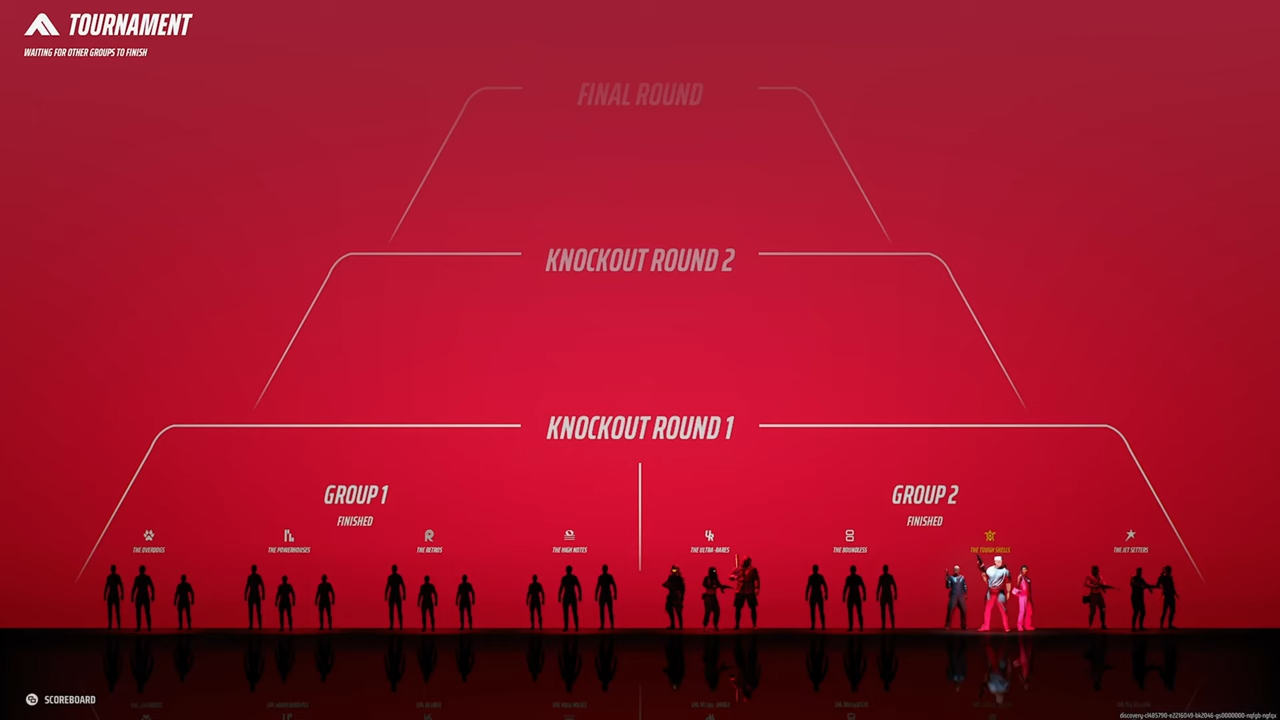 TOURNAMENT
WAITING FOR OTHER GROUPS TO FINISH
FINAL ROUND
KNOCKOUT ROUND 2
KNOCKOUT ROUND 1
GROUP 1
FINISHED
GROUP 2
FINISHED
THE OVERDOGS
THE POWERHOUSES
THE RETROS
THE HIGH NOTES
THE ULTRA-RARES
THE BOUNDLESS
THE TOUGH SHELLS
THE JET SETTERS
SCOREBOARD